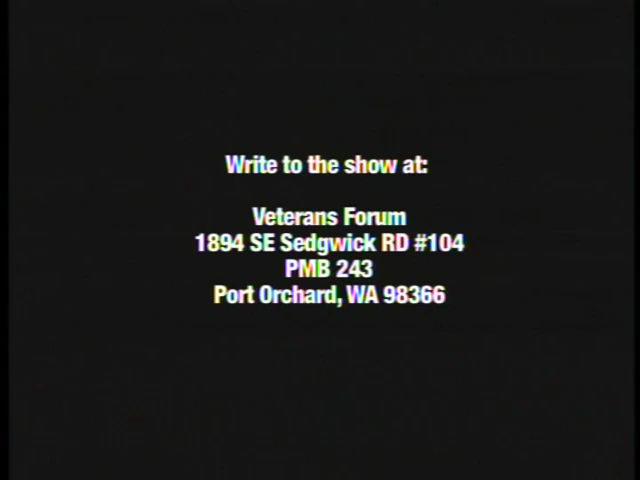 Write to the show at:
Veterans Forum
1894 SE Sedgwick RD #104
PMB 243
Port Orchard, WA 98366